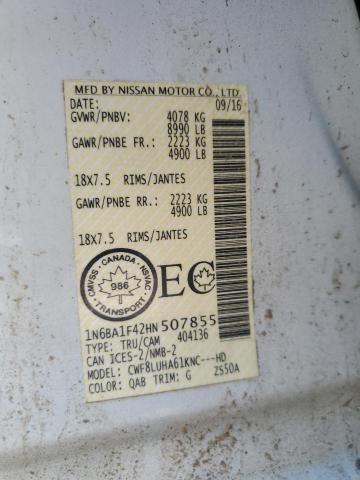 MFD BY NISSAN MOTOR CO., LTD.
DATE: 09/16
GVWR/PNBV: 4078 KG
8990 LB
GAWR/PNBE FR.: 2223 KG
4900 LB
18X7.5 RIMS/JANTES
GAWR/PNBE RR.: 2223 KG
4900 LB
18X7.5 RIMS/JANTES
CMVSS · CANADA · NSVAC
986
TRANSPORT
EC
1N6BA1F42HN507855
TYPE: TRU/CAM 404136
CAN ICES-2/NMB-2
MODEL: CWF8LUHA61KNC---HD
COLOR: QAB TRIM: G 2S50A